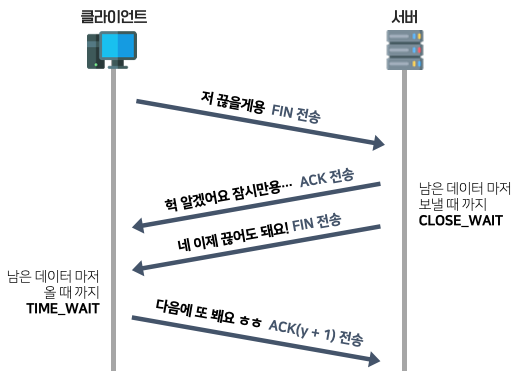 클라이언트
서버
저 끊을게용 FIN 전송
헉 알겠어요 잠시만용... ACK 전송
남은 데이터 마저
보낼 때 까지
CLOSE_WAIT
네 이제 끊어도 돼요! FIN 전송
남은 데이터 마저
올 때 까지
TIME_WAIT
다음에 또 봬요 ㅎㅎ ACK(y + 1) 전송